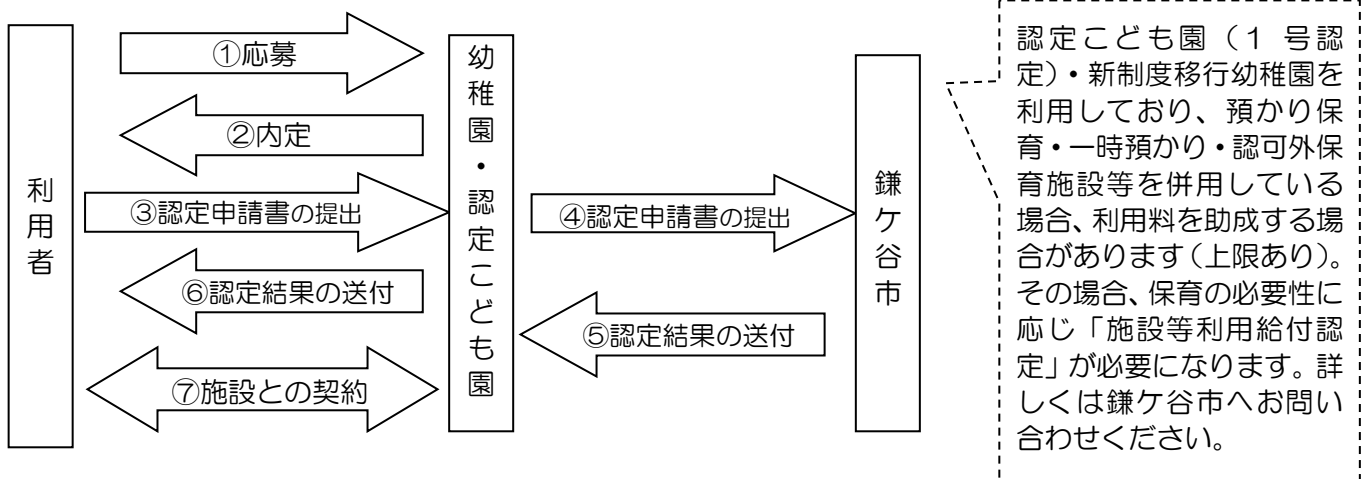 利用者
①応募
②内定
③認定申請書の提出
⑥認定結果の送付
⑦施設との契約
幼稚園・認定こども園
④認定申請書の提出
⑤認定結果の送付
鎌ケ谷市
認定こども園（1 号認
定）・新制度移行幼稚園を
利用しており、預かり保
育・一時預かり・認可外保
育施設等を併用している
場合、利用料を助成する場
合があります（上限あり）。
その場合、保育の必要性に
応じ「施設等利用給付認
定」が必要になります。詳
しくは鎌ケ谷市へお問い
合わせください。